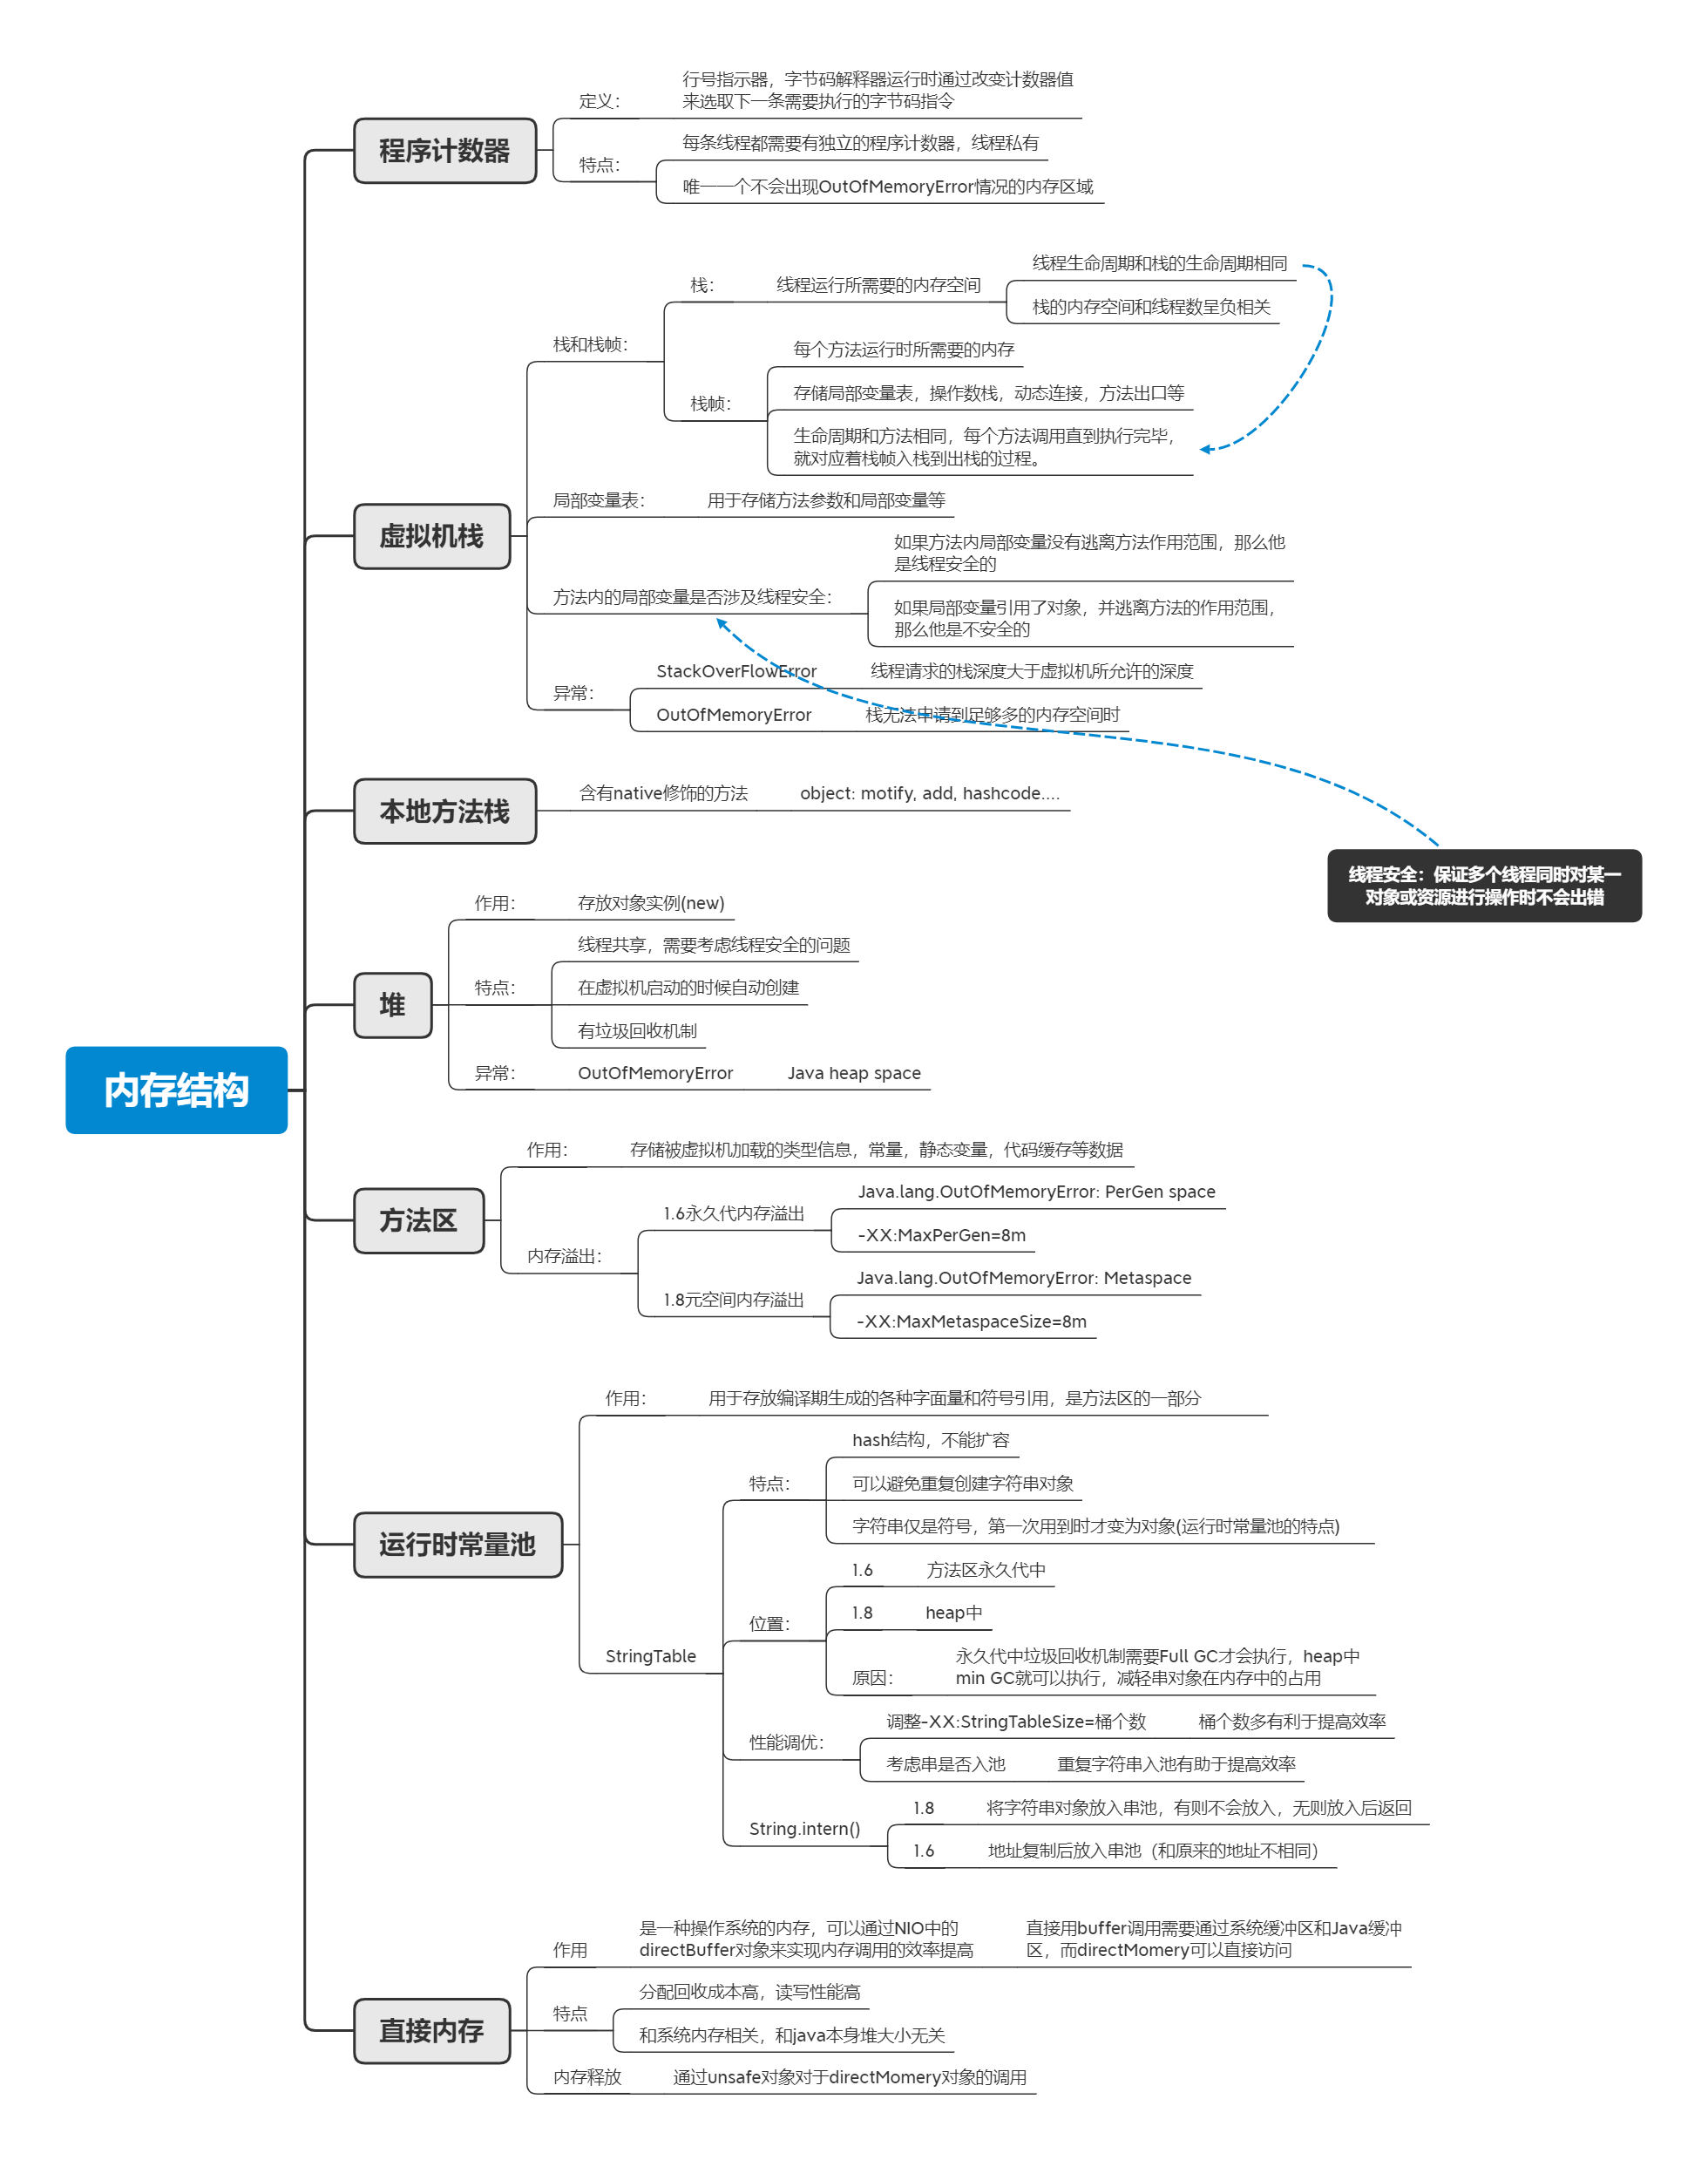 内存结构
程序计数器
定义：
行号指示器，字节码解释器运行时通过改变计数器值
来选取下一条需要执行的字节码指令
特点：
每条线程都需要有独立的程序计数器，线程私有
唯一一个不会出现OutOfMemoryError情况的内存区域
虚拟机栈
栈和栈帧：
栈：
线程运行所需要的内存空间
线程生命周期和栈的生命周期相同
栈的内存空间和线程数呈负相关
栈帧：
每个方法运行时所需要的内存
存储局部变量表，操作数栈，动态连接，方法出口等
生命周期和方法相同，每个方法调用直到执行完毕，
就对应着栈帧入栈到出栈的过程。
局部变量表：
用于存储方法参数和局部变量等
方法内的局部变量是否涉及线程安全：
如果方法内局部变量没有逃离方法作用范围，那么他
是线程安全的
如果局部变量引用了对象，并逃离方法的作用范围，
那么他是不安全的
异常：
StackOverFlowError
线程请求的栈深度大于虚拟机所允许的深度
OutOfMemoryError
栈无法申请到足够多的内存空间时
线程安全：保证多个线程同时对某一
对象或资源进行操作时不会出错
本地方法栈
含有native修饰的方法
object: motify, add, hashcode....
堆
作用：
存放对象实例(new)
特点：
线程共享，需要考虑线程安全的问题
在虚拟机启动的时候自动创建
有垃圾回收机制
异常：
OutOfMemoryError
Java heap space
方法区
作用：
存储被虚拟机加载的类型信息，常量，静态变量，代码缓存等数据
内存溢出：
1.6永久代内存溢出
Java.lang.OutOfMemoryError: PerGen space
-XX:MaxPerGen=8m
1.8元空间内存溢出
Java.lang.OutOfMemoryError: Metaspace
-XX:MaxMetaspaceSize=8m
运行时常量池
作用：
用于存放编译期生成的各种字面量和符号引用，是方法区的一部分
StringTable
特点：
hash结构，不能扩容
可以避免重复创建字符串对象
字符串仅是符号，第一次用到时才变为对象(运行时常量池的特点)
位置：
1.6
方法区永久代中
1.8
heap中
原因：
永久代中垃圾回收机制需要Full GC才会执行，heap中
min GC就可以执行，减轻串对象在内存中的占用
性能调优：
调整-XX:StringTableSize=桶个数
桶个数多有利于提高效率
考虑串是否入池
重复字符串入池有助于提高效率
String.intern()
1.8
将字符串对象放入串池，有则不会放入，无则放入后返回
1.6
地址复制后放入串池（和原来的地址不相同）
直接内存
作用
是一种操作系统的内存，可以通过NIO中的
directBuffer对象来实现内存调用的效率提高
直接用buffer调用需要通过系统缓冲区和Java缓冲
区，而directMomery可以直接访问
特点
分配回收成本高，读写性能高
和系统内存相关，和java本身堆大小无关
内存释放
通过unsafe对象对于directMomery对象的调用